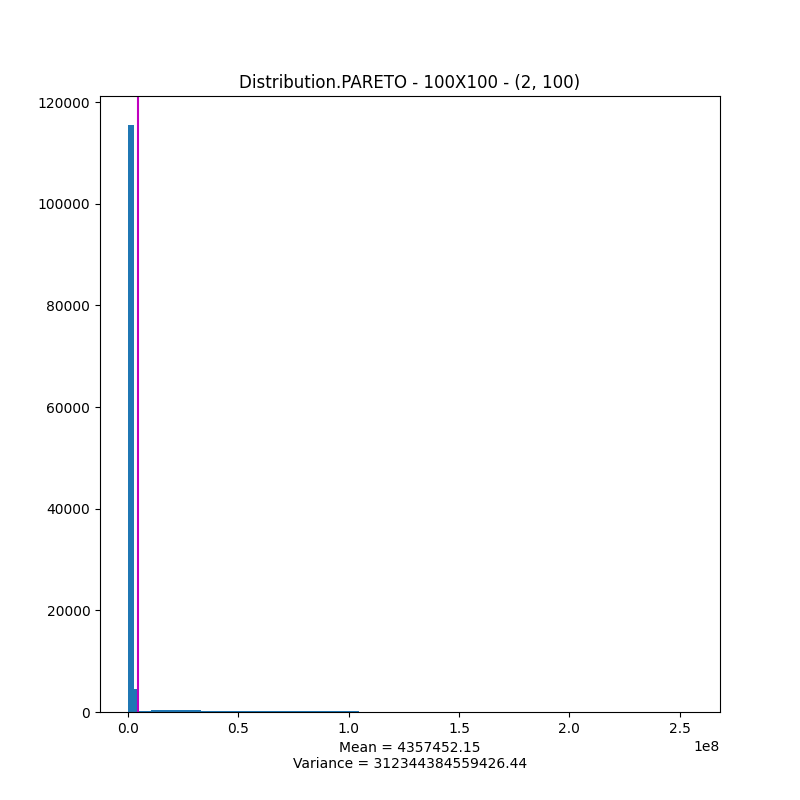 Distribution.PARETO - 100X100 - (2, 100)
120000
100000
80000
60000
40000
20000
0
0.0 0.5 1.0 1.5 2.0 2.5
1e8
Mean = 4357452.15
Variance = 312344384559426.44